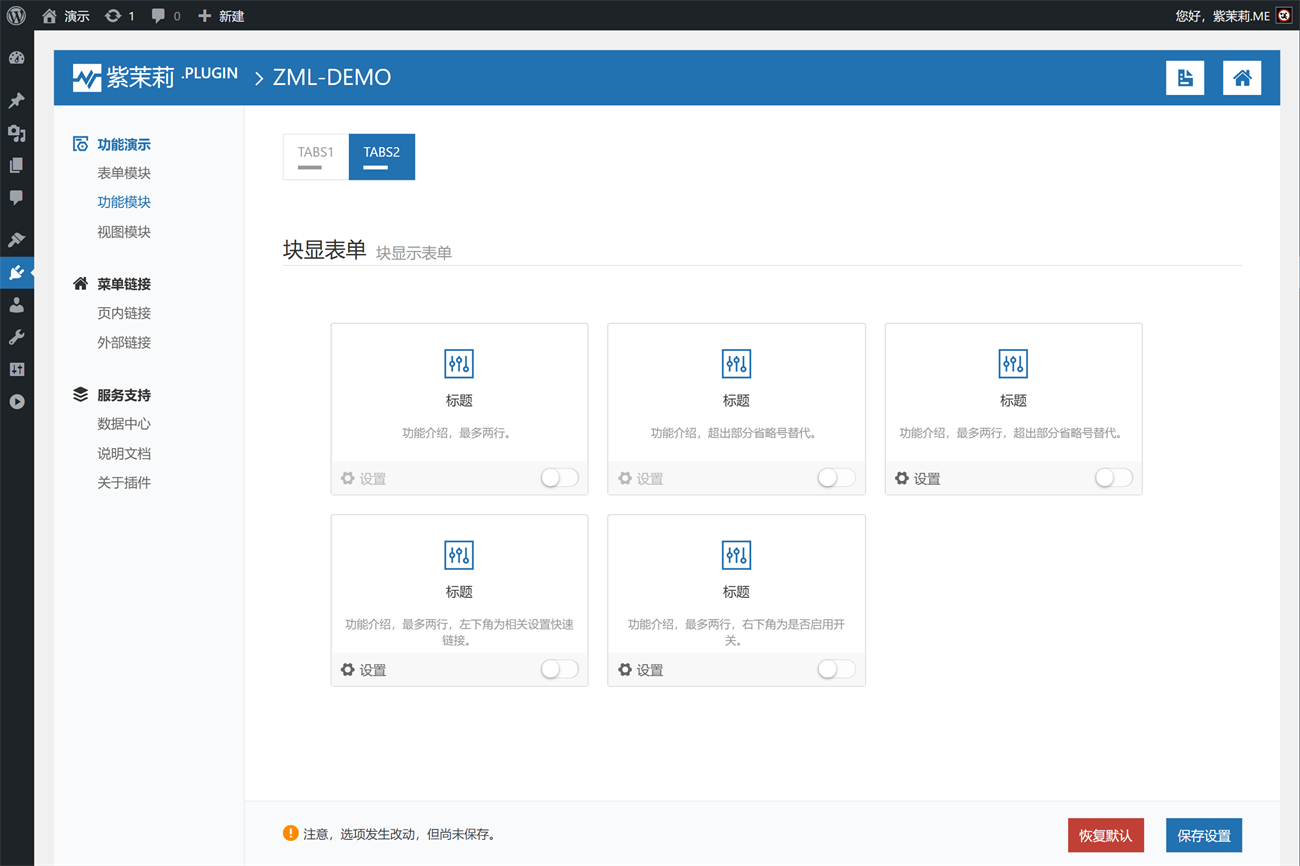 演示 1 0 新建 您好，紫茉莉.ME
紫茉莉 .PLUGIN ZML-DEMO
功能演示
表单模块
功能模块
视图模块
菜单链接
页内链接
外部链接
服务支持
数据中心
说明文档
关于插件
TABS1 TABS2
块显表单 块显示表单
标题
功能介绍，最多两行。
设置
标题
功能介绍，超出部分省略号替代。
设置
标题
功能介绍，最多两行，超出部分省略号替代。
设置
标题
功能介绍，最多两行，左下角为相关设置快速
链接。
设置
标题
功能介绍，最多两行，右下角为是否启用开
关。
设置
注意，选项发生改动，但尚未保存。
恢复默认 保存设置